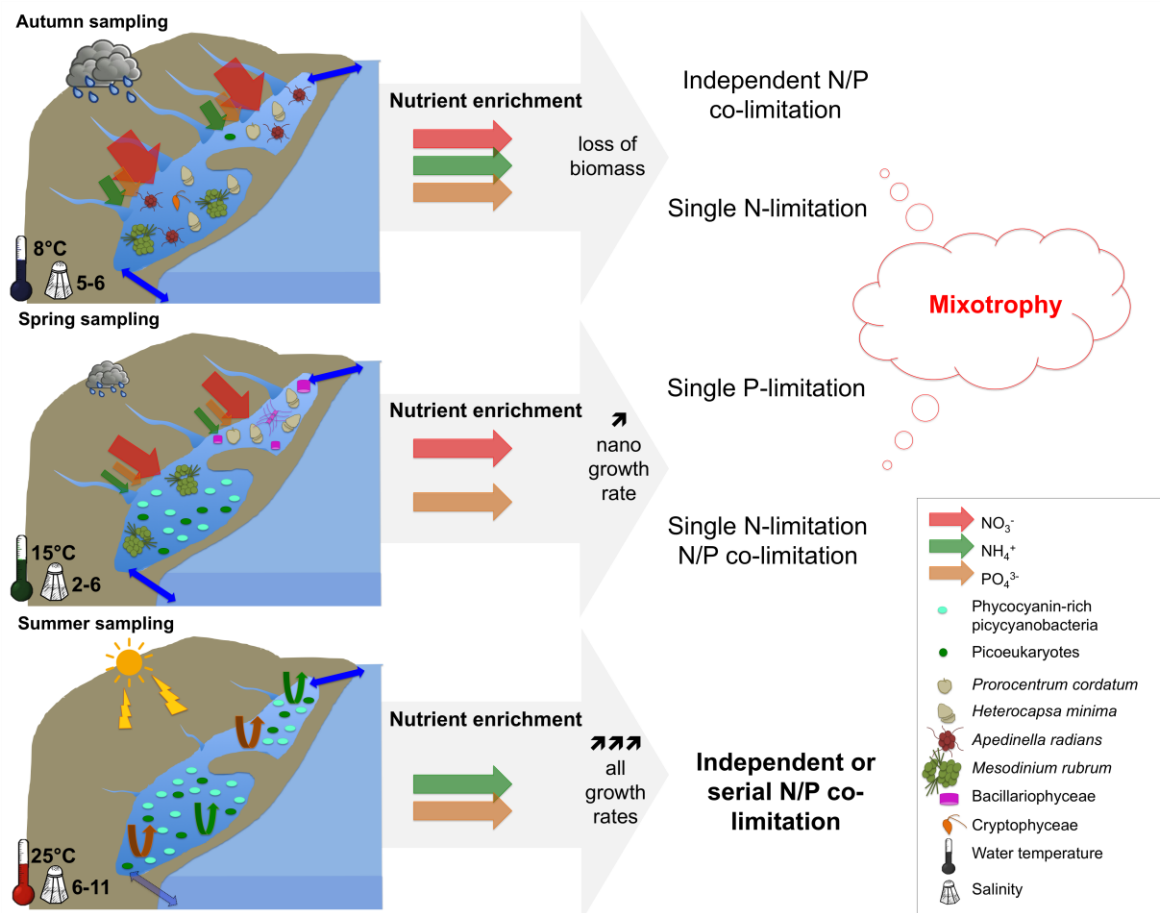 Autumn sampling
Nutrient enrichment
loss of
biomass
8°C
5-6
Independent N/P
co-limitation
Single N-limitation
Mixotrophy
Spring sampling
Nutrient enrichment
nano
growth
rate
15°C
2-6
Single P-limitation
Single N-limitation
N/P co-limitation
Summer sampling
Nutrient enrichment
all
growth
rates
25°C
6-11
Independent or
serial N/P co-
limitation
NO₃⁻
NH₄⁺
PO₄³⁻
Phycocyanin-rich
picycyanobacteria
Picoeukaryotes
Prorocentrum cordatum
Heterocapsa minima
Apedinella radians
Mesodinium rubrum
Bacillariophyceae
Cryptophyceae
Water temperature
Salinity